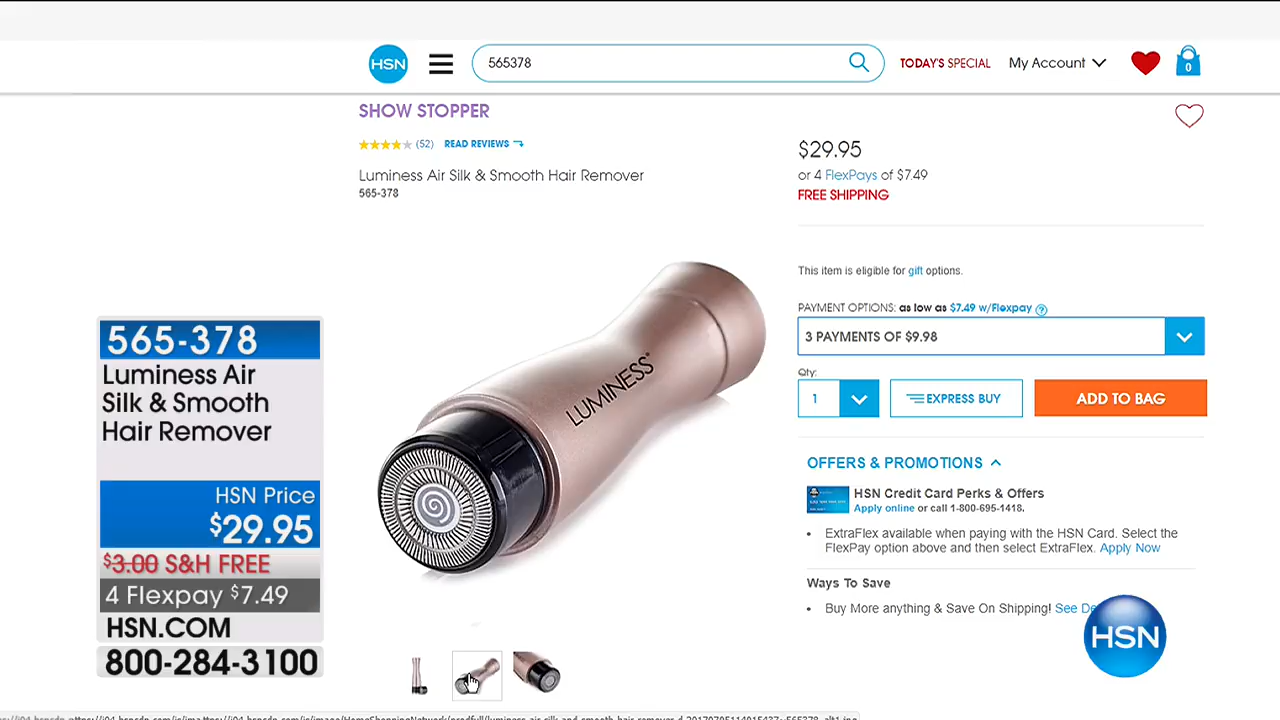 HSN
565378
TODAY'S SPECIAL
My Account
0
SHOW STOPPER
(52) READ REVIEWS
Luminess Air Silk & Smooth Hair Remover
565-378
$29.95
or 4 FlexPays of $7.49
FREE SHIPPING
This item is eligible for gift options.
PAYMENT OPTIONS: as low as $7.49 w/Flexpay ?
3 PAYMENTS OF $9.98
Qty:
1
EXPRESS BUY
ADD TO BAG
OFFERS & PROMOTIONS
HSN Credit Card Perks & Offers
Apply online or call 1-800-695-1418.
• ExtraFlex available when paying with the HSN Card. Select the
FlexPay option above and then select ExtraFlex. Apply Now
Ways To Save
• Buy More anything & Save On Shipping! See De
HSN
LUMINESS
565-378
Luminess Air
Silk & Smooth
Hair Remover
HSN Price
$29.95
$3.00 S&H FREE
4 Flexpay $7.49
HSN.COM
800-284-3100